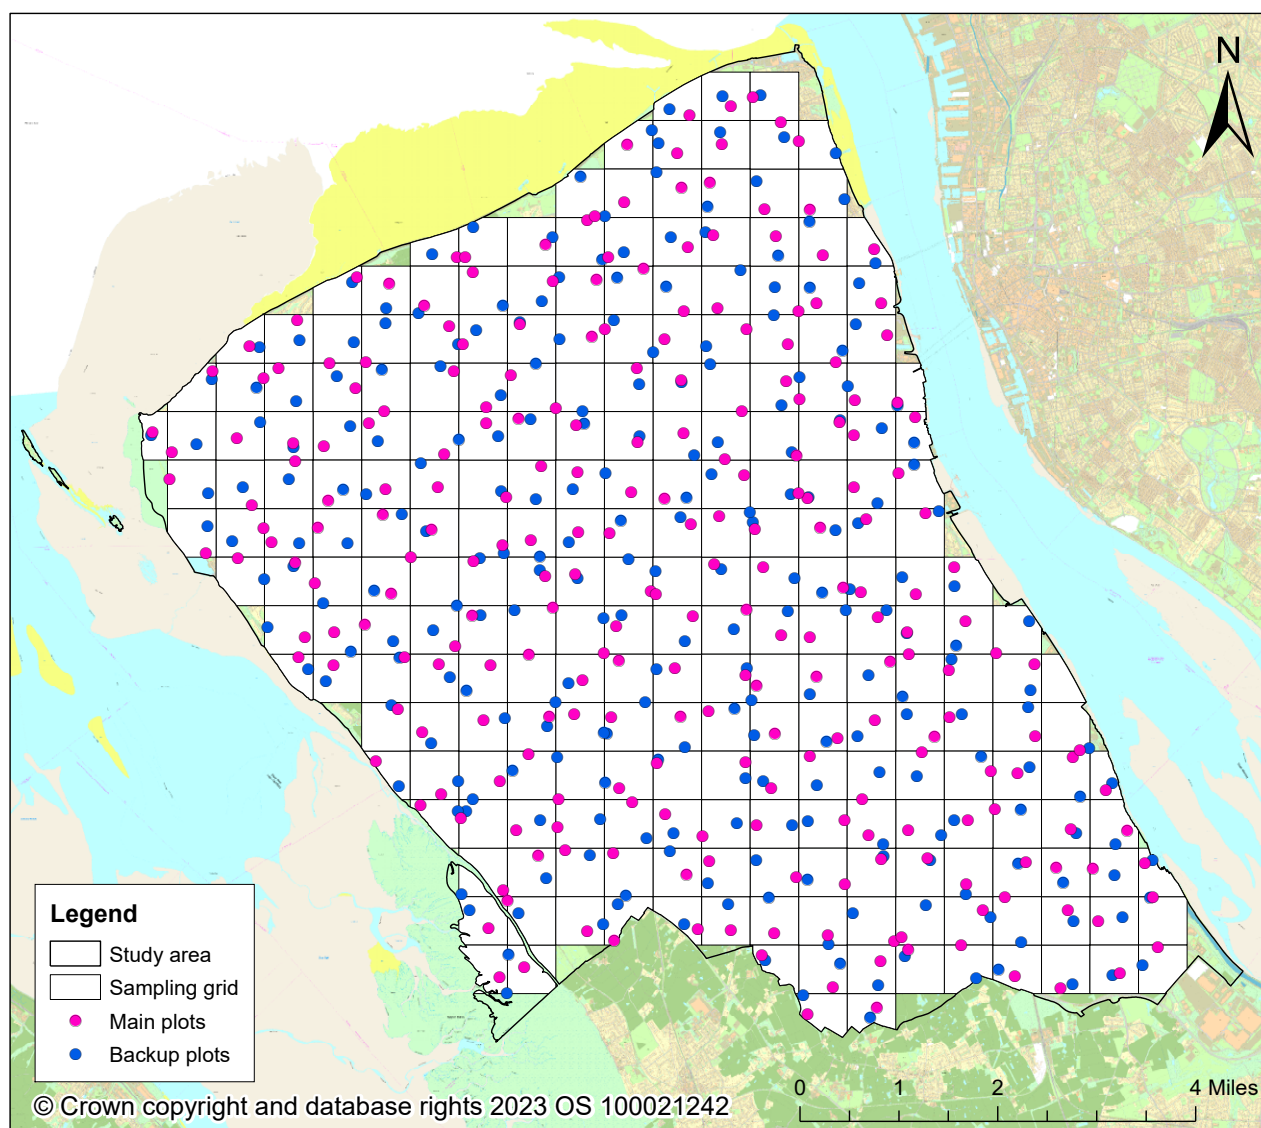 N
Legend
Study area
Sampling grid
Main plots
Backup plots
0 1 2 4 Miles
© Crown copyright and database rights 2023 OS 100021242